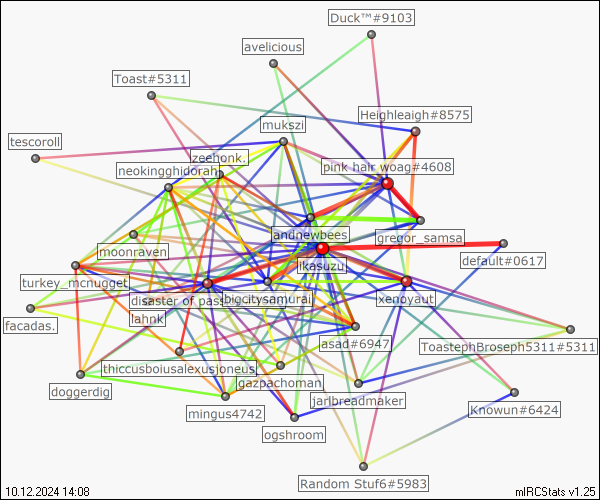 Duck™#9103
avelicious
Toast#5311
Heighleigh#8575
mukszi
tescoroll
zeehonk.
pink hair woag#4608
neokingghidorah
andnewbees
gregor_samsa
moonraven
default#0617
ikasuzu
turkey_mcnugget
disaster of pass
bigcitysamurai
xenoyaut
lahnk
facadas.
asad#6947
ToastephBroseph5311#5311
thiccusboiusalexusjoneus
gazpachoman
doggerdig
jarlbreadmaker
mingus4742
Knowun#6424
ogshroom
Random Stuf6#5983
10.12.2024 14:08
mIRCStats v1.25